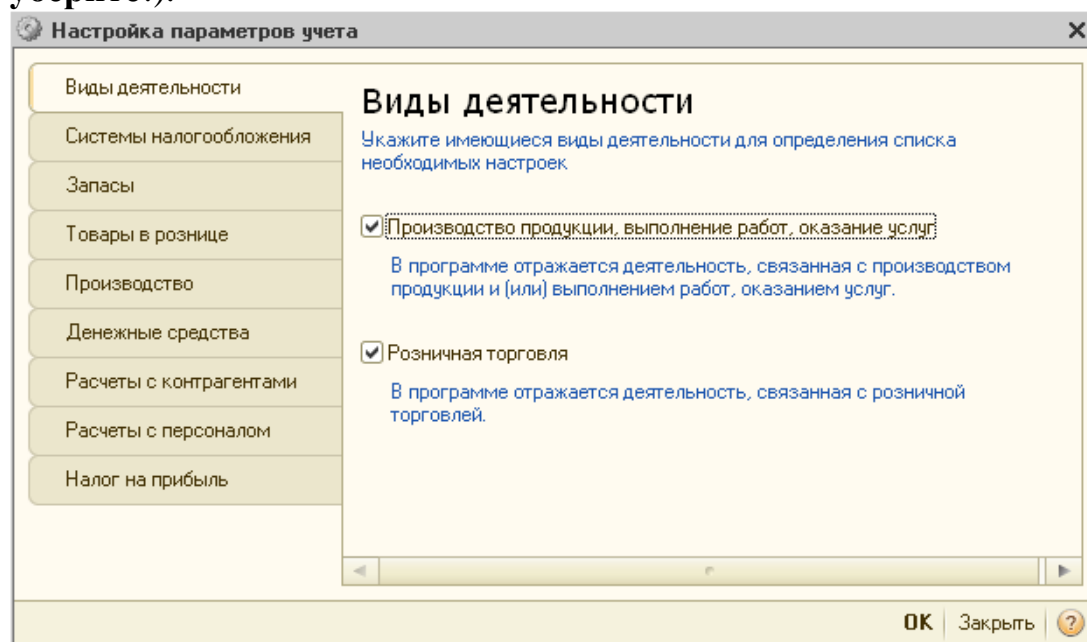 Настройка параметров учета
Виды деятельности
Системы налогообложения
Запасы
Товары в рознице
Производство
Денежные средства
Расчеты с контрагентами
Расчеты с персоналом
Налог на прибыль
Виды деятельности
Укажите имеющиеся виды деятельности для определения списка
необходимых настроек
Производство продукции, выполнение работ, оказание услуг
В программе отражается деятельность, связанная с производством
продукции и (или) выполнением работ, оказанием услуг.
Розничная торговля
В программе отражается деятельность, связанная с розничной
торговлей.
OK Закрыть ?